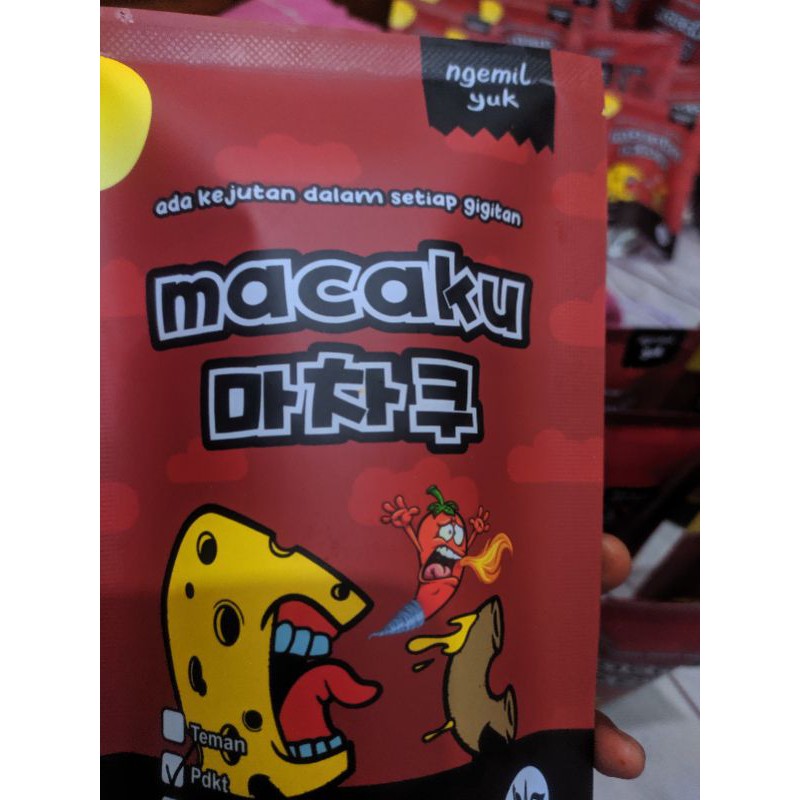 ngemil
yuk
ada kejutan dalam setiap gigitan
macaku
마차쿠
Teman
Pdkt